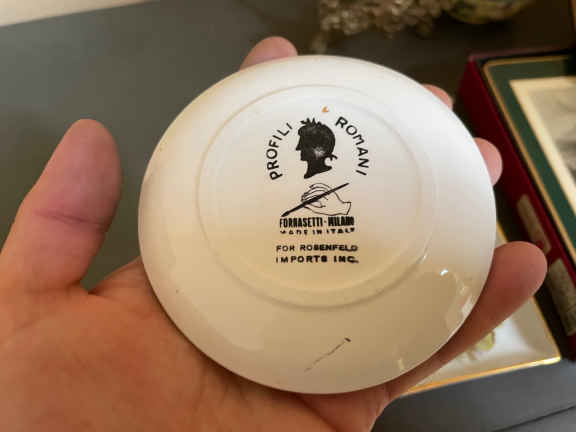 PROFILI ROMANI
FORNASETTI-MILANO
MADE IN ITALY
FOR ROSENFELD
IMPORTS INC.